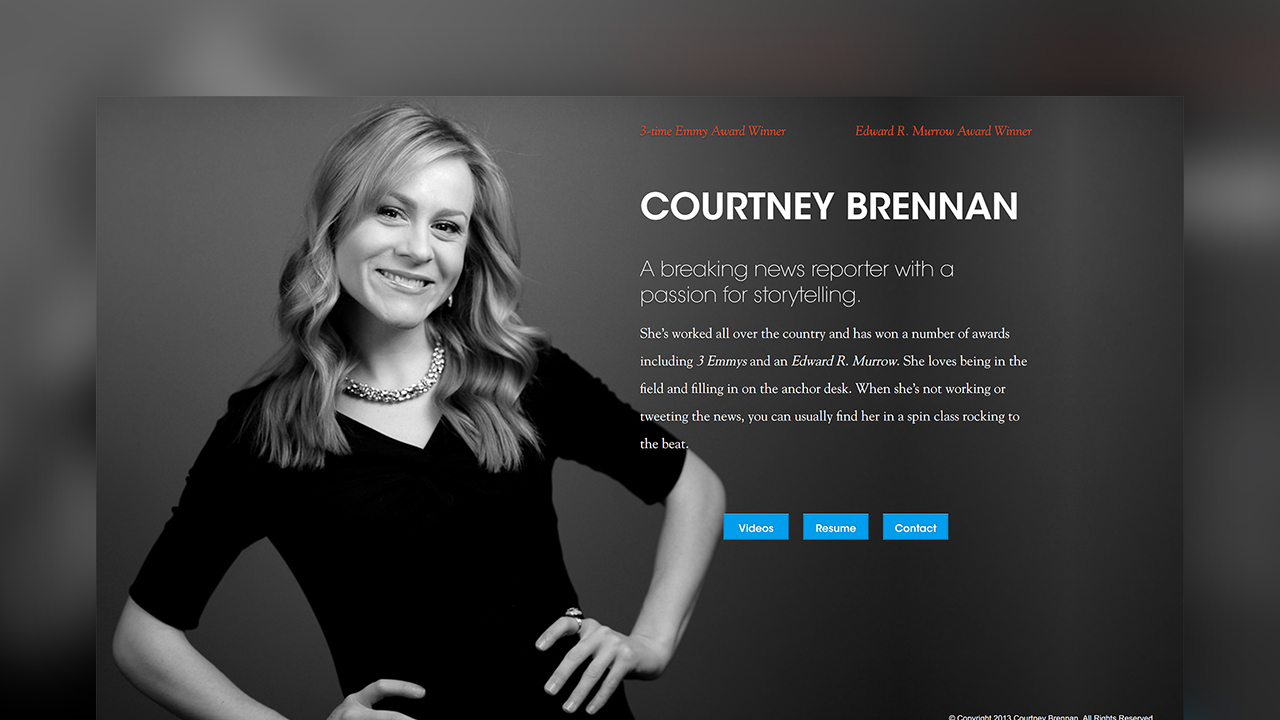 3-time Emmy Award Winner
Edward R. Murrow Award Winner
COURTNEY BRENNAN
A breaking news reporter with a
passion for storytelling.
She's worked all over the country and has won a number of awards
including 3 Emmys and an Edward R. Murrow. She loves being in the
field and filling in on the anchor desk. When she's not working or
tweeting the news, you can usually find her in a spin class rocking to
the beat.
Videos
Resume
Contact
© Copyright 2013 Courtney Brennan. All Rights Reserved